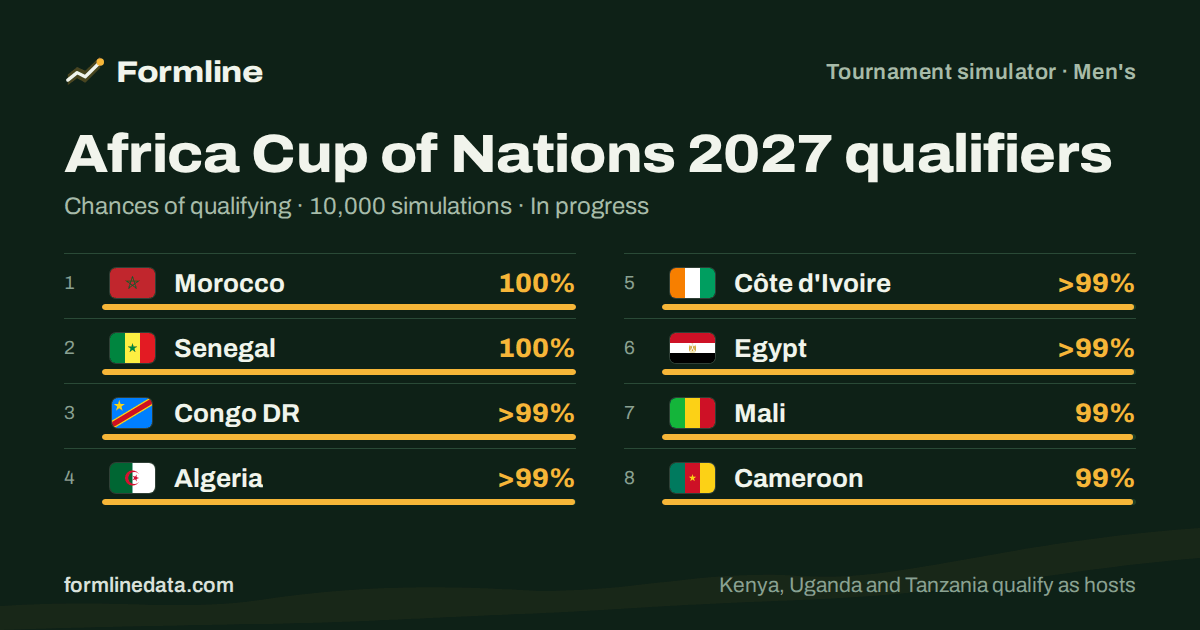 Formline
Tournament simulator · Men's
Africa Cup of Nations 2027 qualifiers
Chances of qualifying · 10,000 simulations · In progress
1 Morocco 100%
2 Senegal 100%
3 Congo DR >99%
4 Algeria >99%
5 Côte d'Ivoire >99%
6 Egypt >99%
7 Mali 99%
8 Cameroon 99%
formlinedata.com
Kenya, Uganda and Tanzania qualify as hosts